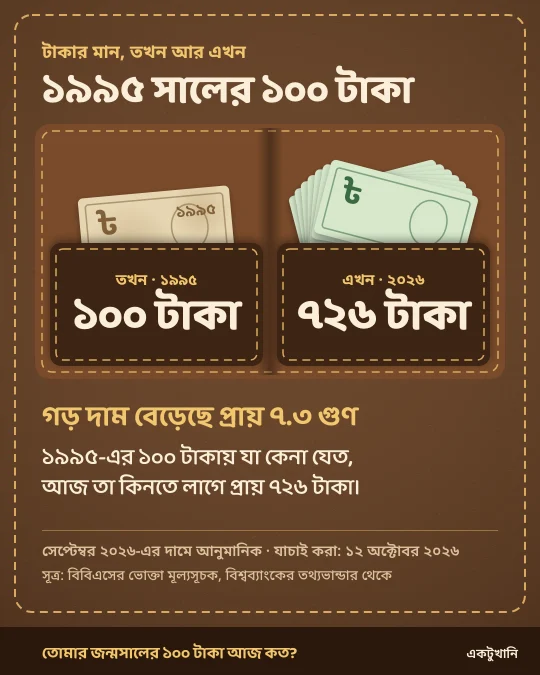 টাকার মান, তখন আর এখন
১৯৯৫ সালের ১০০ টাকা
৳ ১৯৯৫
৳
তখন · ১৯৯৫
১০০ টাকা
এখন · ২০২৬
৭২৬ টাকা
গড় দাম বেড়েছে প্রায় ৭.৩ গুণ
১৯৯৫-এর ১০০ টাকায় যা কেনা যেত,
আজ তা কিনতে লাগে প্রায় ৭২৬ টাকা।
সেপ্টেম্বর ২০২৬-এর দামে আনুমানিক · যাচাই করা: ১২ অক্টোবর ২০২৬
সূত্র: বিবিএসের ভোক্তা মূল্যসূচক, বিশ্বব্যাংকের তথ্যভান্ডার থেকে
তোমার জন্মসালের ১০০ টাকা আজ কত?
একটুখানি